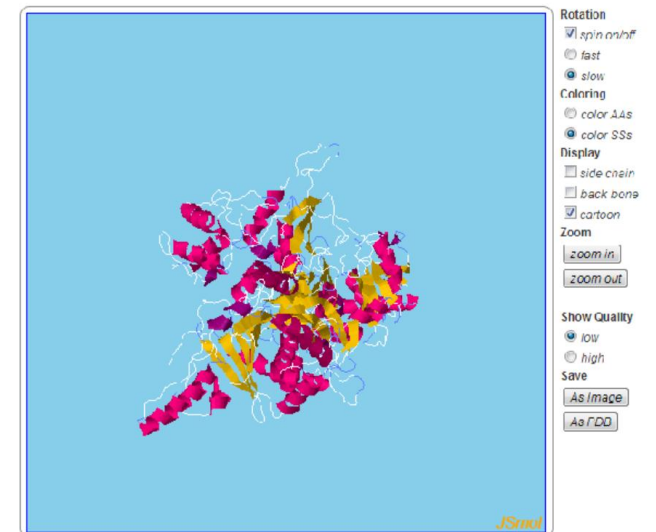 Rotation
spin on/off
fast
slow
Coloring
color AAs
color SSs
Display
side chain
back bone
cartoon
Zoom
zoom in
zoom out
Show Quality
low
high
Save
As Image
As PDB
JSmol